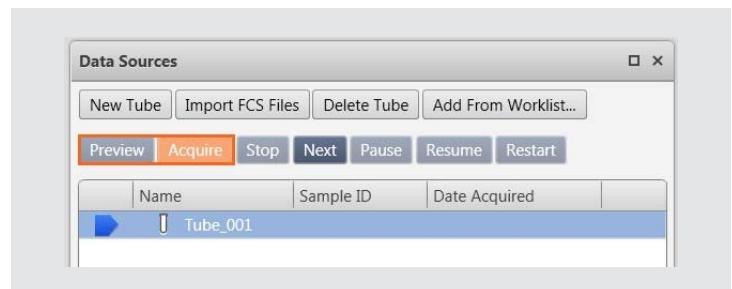 Data Sources
New Tube Import FCS Files Delete Tube Add From Worklist...
Preview Acquire Stop Next Pause Resume Restart
Name Sample ID Date Acquired
Tube_001